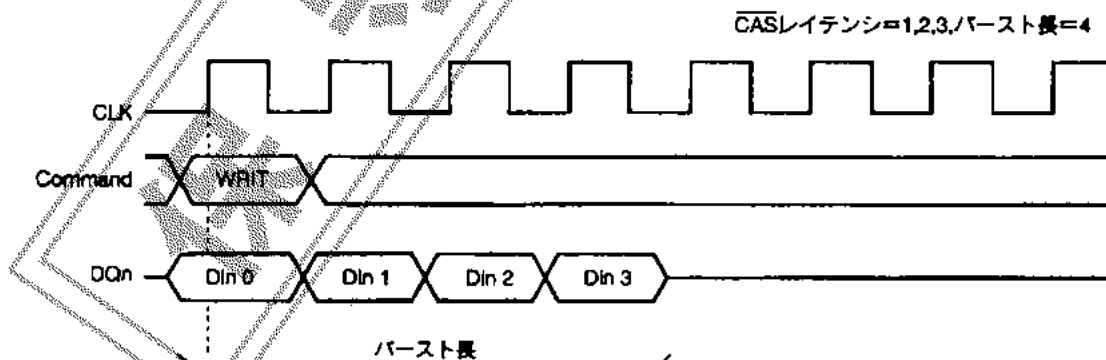 CASレイテンシ=1,2,3,バースト長=4
CLK
Command
WRIT
DQn
Din 0
Din 1
Din 2
Din 3
バースト長